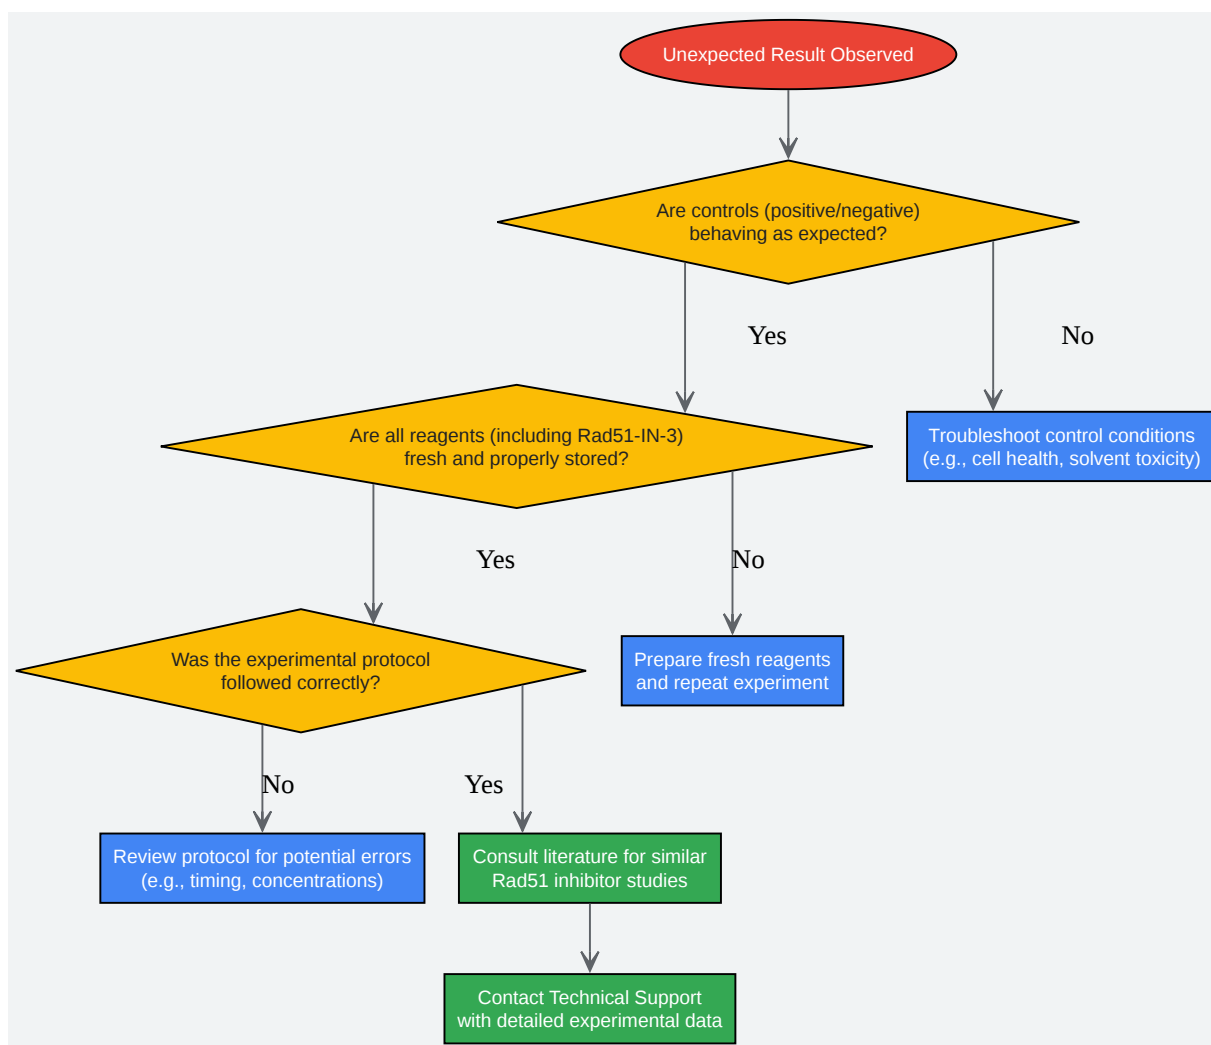 Unexpected Result Observed
Are controls (positive/negative)
behaving as expected?
Yes
No
Are all reagents (including Rad51-IN-3)
fresh and properly stored?
Troubleshoot control conditions
(e.g., cell health, solvent toxicity)
Yes
No
Was the experimental protocol
followed correctly?
Prepare fresh reagents
and repeat experiment
No
Yes
Review protocol for potential errors
(e.g., timing, concentrations)
Consult literature for similar
Rad51 inhibitor studies
Contact Technical Support
with detailed experimental data